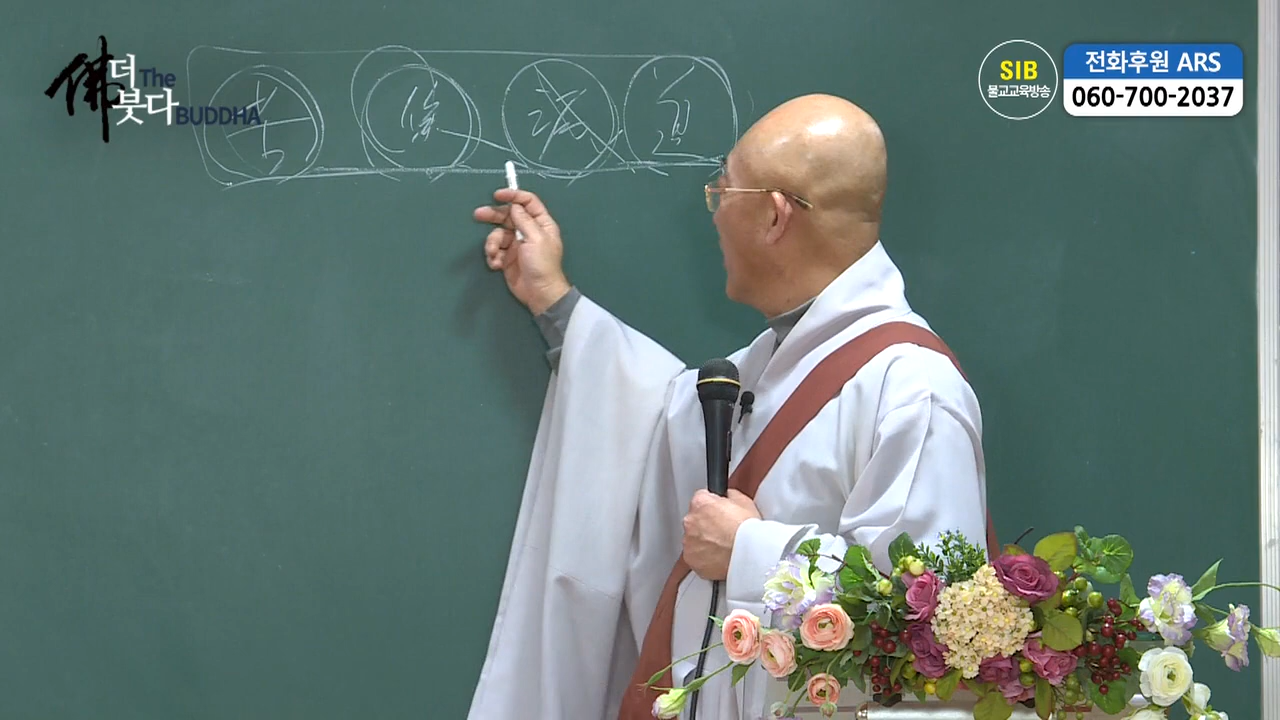 佛
더
The
붓다
BUDDHA
SIB
불교교육방송
전화후원 ARS
060-700-2037
苦 滅 道